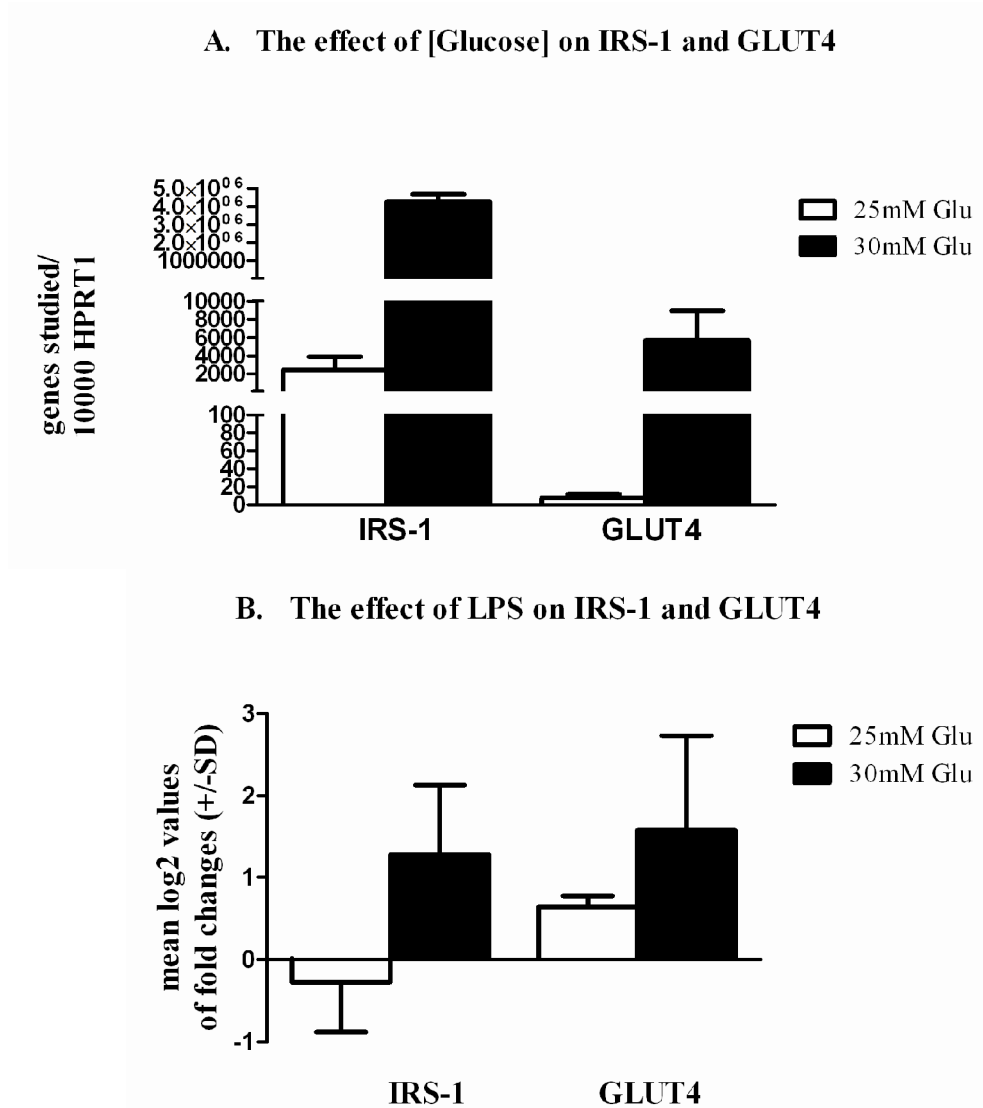 A. The effect of [Glucose] on IRS-1 and GLUT4
genes studied/
10000 HPRT1
5.0×10⁰⁶
4.0×10⁰⁶
3.0×10⁰⁶
2.0×10⁰⁶
1000000
10000
8000
6000
4000
2000
100
80
60
40
20
0
IRS-1
GLUT4
25mM Glu
30mM Glu
B. The effect of LPS on IRS-1 and GLUT4
mean log2 values
of fold changes (+/-SD)
3
2
1
0
-1
IRS-1
GLUT4
25mM Glu
30mM Glu